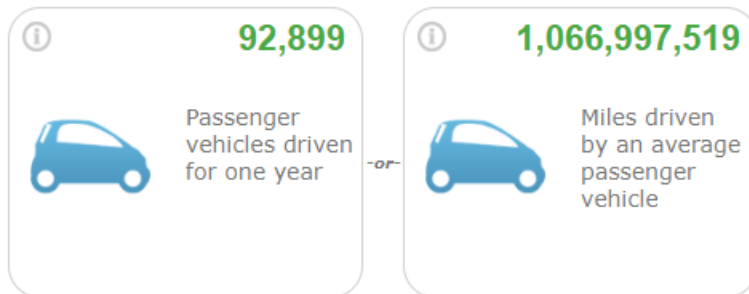 92,899
Passenger
vehicles driven
for one year
-or-
1,066,997,519
Miles driven
by an average
passenger
vehicle